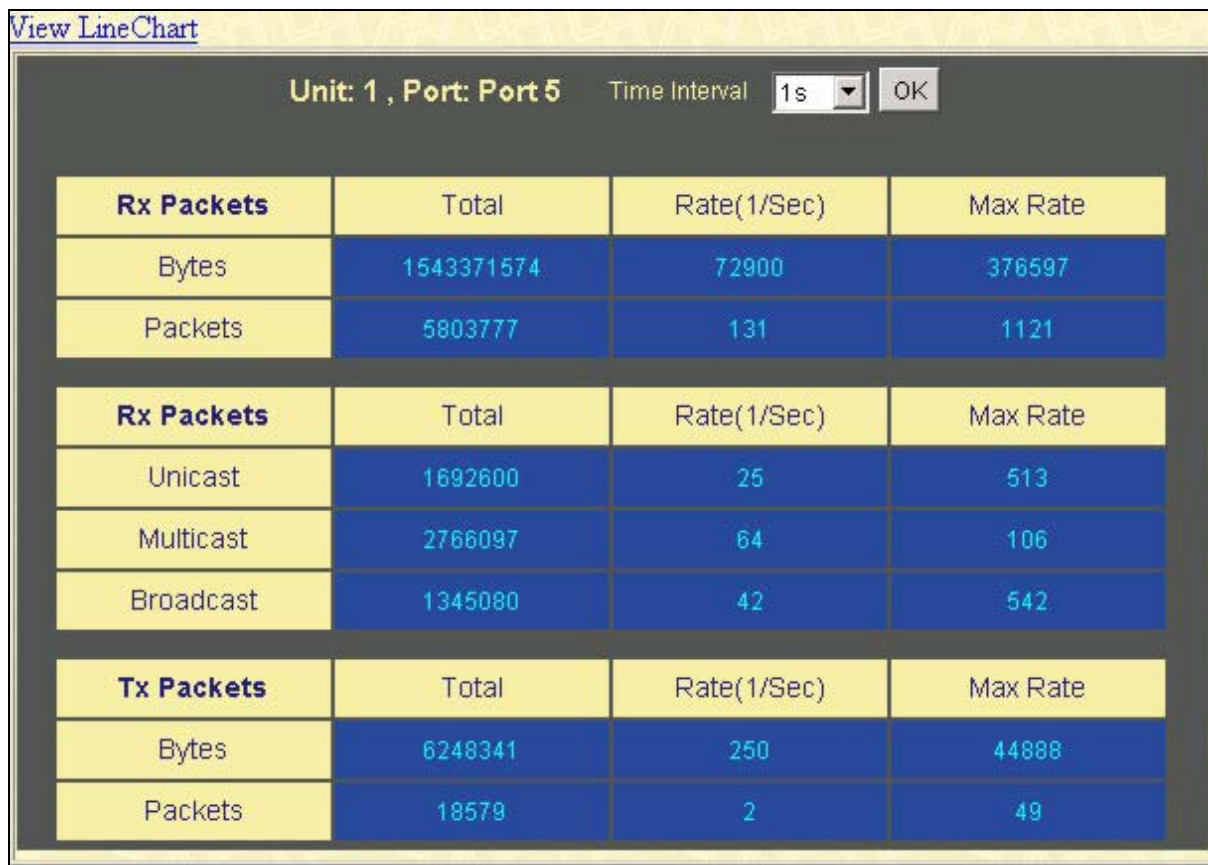 View LineChart
Unit: 1 , Port: Port 5 Time Interval 1s OK
Rx Packets Total Rate(1/Sec) Max Rate
Bytes 1543371574 72900 376597
Packets 5803777 131 1121
Rx Packets Total Rate(1/Sec) Max Rate
Unicast 1692600 25 513
Multicast 2766097 64 106
Broadcast 1345080 42 542
Tx Packets Total Rate(1/Sec) Max Rate
Bytes 6248341 250 44888
Packets 18579 2 49